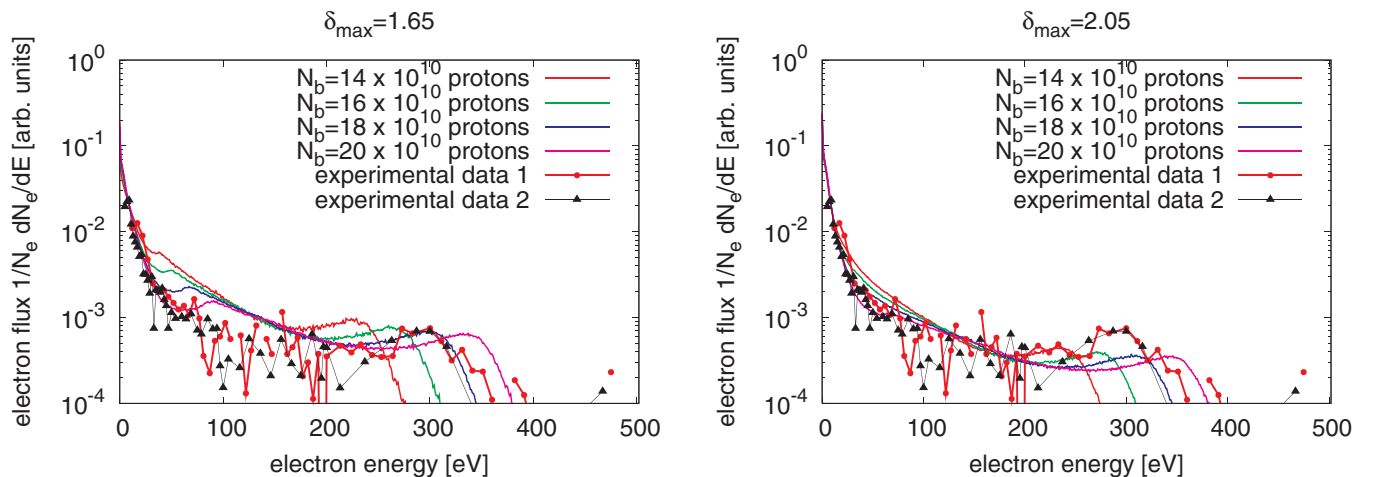 δmax=1.65
electron flux 1/Ne dNe/dE [arb. units]
10^0
10^-1
10^-2
10^-3
10^-4
Nb=14 x 10^10 protons
Nb=16 x 10^10 protons
Nb=18 x 10^10 protons
Nb=20 x 10^10 protons
experimental data 1
experimental data 2
0 100 200 300 400 500
electron energy [eV]
δmax=2.05
electron flux 1/Ne dNe/dE [arb. units]
10^0
10^-1
10^-2
10^-3
10^-4
Nb=14 x 10^10 protons
Nb=16 x 10^10 protons
Nb=18 x 10^10 protons
Nb=20 x 10^10 protons
experimental data 1
experimental data 2
0 100 200 300 400 500
electron energy [eV]